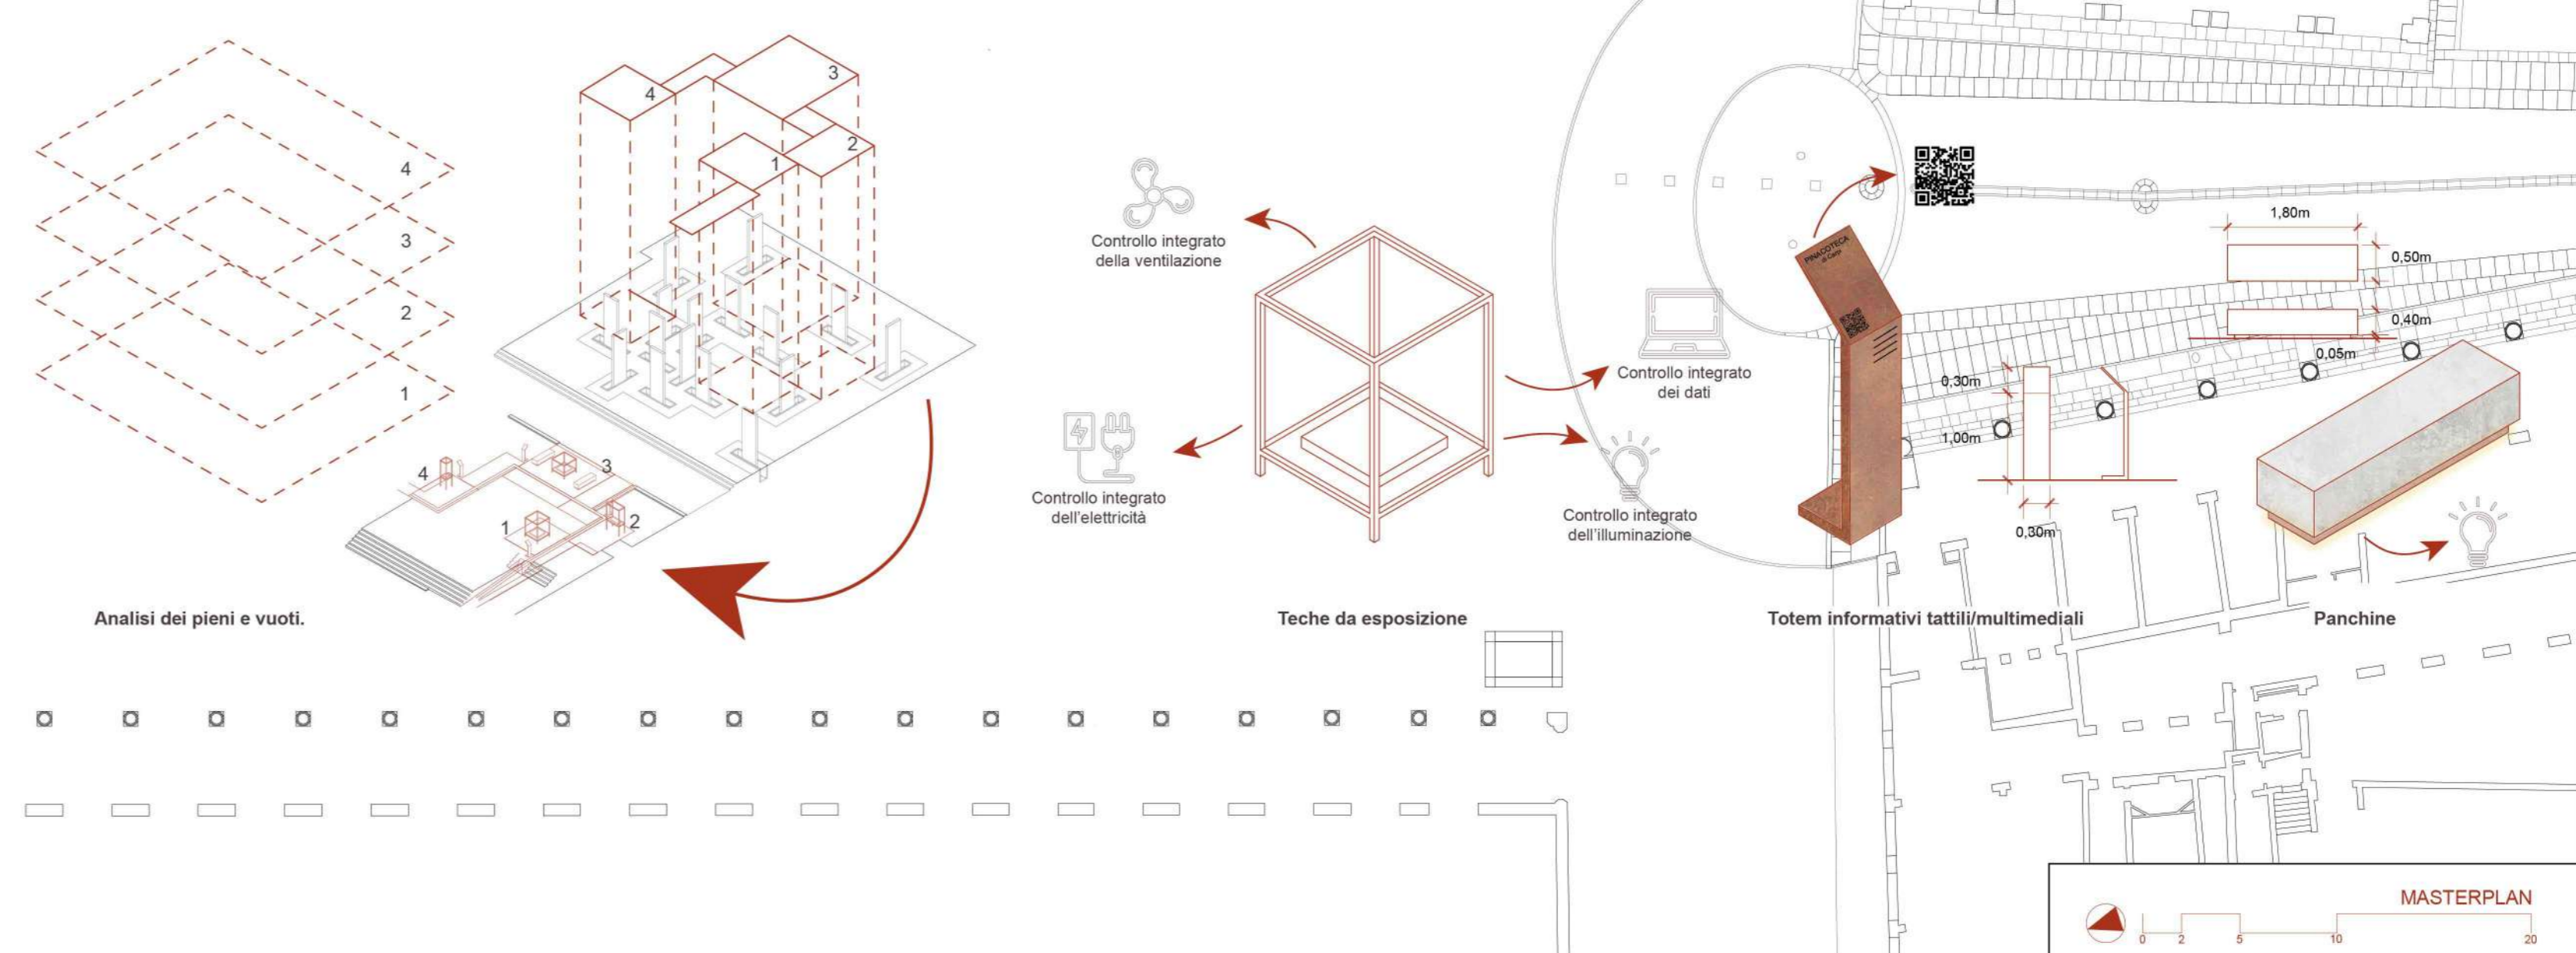 4
3
2
1
4
3
2
1
4
3
1
2
Analisi dei pieni e vuoti.
Controllo integrato
della ventilazione
Controllo integrato
dell'elettricità
Controllo integrato
dei dati
Controllo integrato
dell'illuminazione
Teche da esposizione
PINACOTECA
di Carpi
0,30m
1,00m
0,30m
Totem informativi tattili/multimediali
1,80m
0,50m
0,40m
0,05m
Panchine
MASTERPLAN
0 2 5 10 20